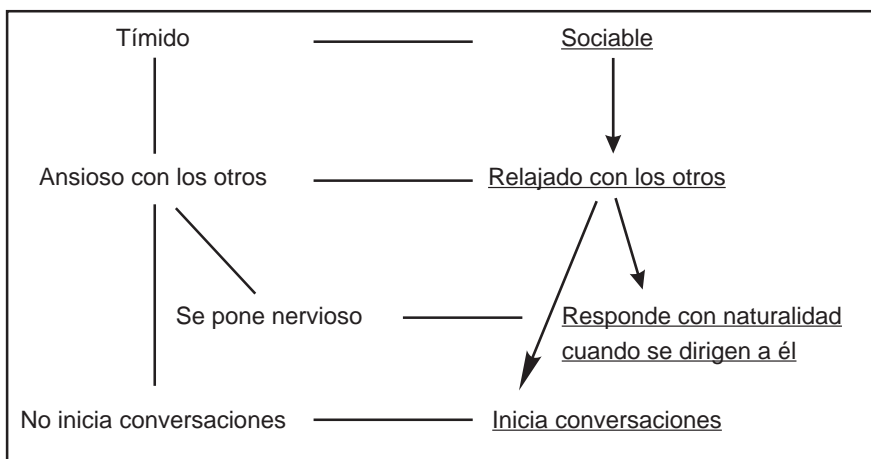 Tímido Sociable
Ansioso con los otros Relajado con los otros
Se pone nervioso Responde con naturalidad
cuando se dirigen a él
No inicia conversaciones Inicia conversaciones